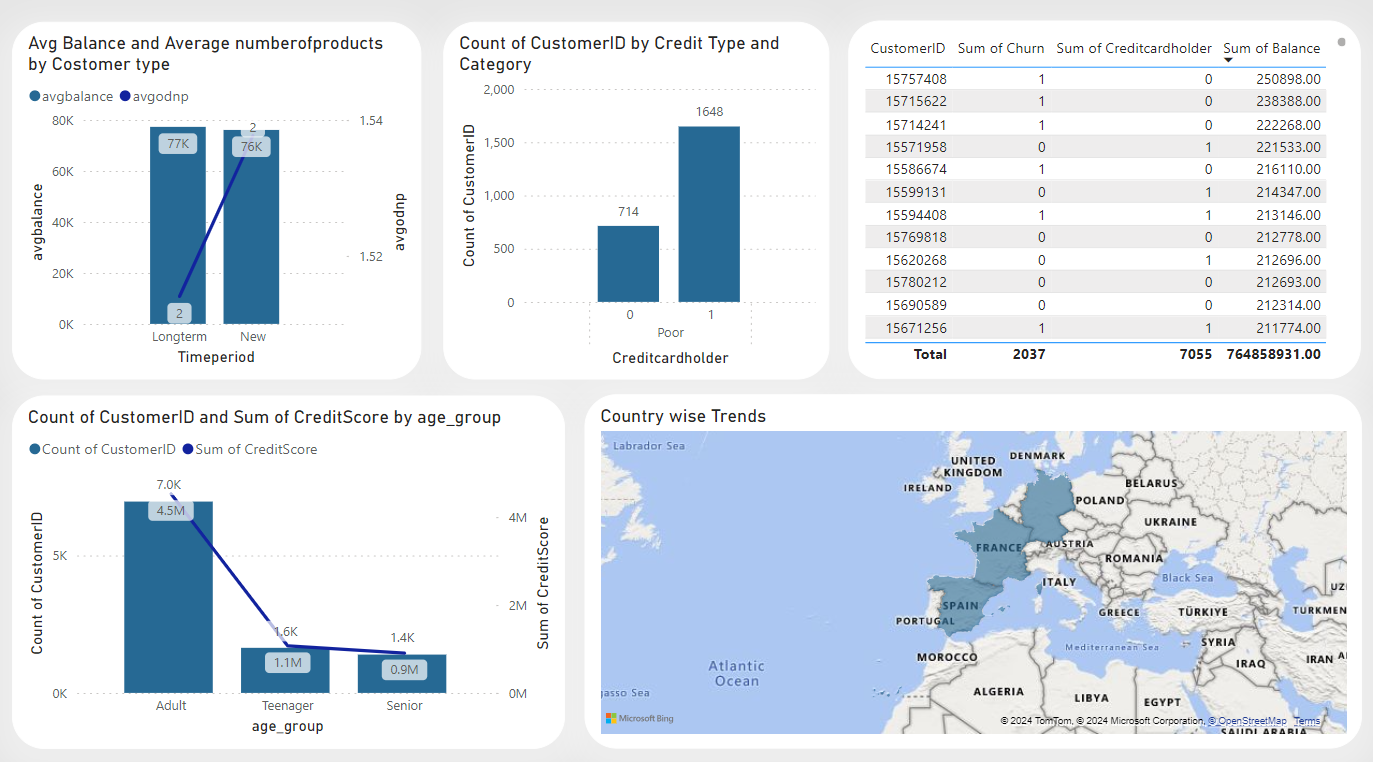 Avg Balance and Average numberofproducts
by Costomer type
avgbalance avgodnp
80K
60K
40K
20K
0K
avgbalance
77K
2
76K
2
1.54
1.52
avgodnp
Longterm New
Timeperiod
Count of CustomerID by Credit Type and
Category
2,000
1,500
1,000
500
0
Count of CustomerID
714
1648
0 1
Poor
Creditcardholder
CustomerID Sum of Churn Sum of Creditcardholder Sum of Balance
15757408 1 0 250898.00
15715622 1 0 238388.00
15714241 1 0 222268.00
15571958 0 1 221533.00
15586674 1 0 216110.00
15599131 0 1 214347.00
15594408 1 1 213146.00
15769818 0 0 212778.00
15620268 0 1 212696.00
15780212 0 0 212693.00
15690589 0 0 212314.00
15671256 1 1 211774.00
Total 2037 7055 764858931.00
Count of CustomerID and Sum of CreditScore by age_group
Count of CustomerID Sum of CreditScore
5K
0K
Count of CustomerID
7.0K
4.5M
1.6K
1.1M
1.4K
0.9M
4M
2M
0M
Sum of CreditScore
Adult Teenager Senior
age_group
Country wise Trends
Labrador Sea
UNITED
KINGDOM
DENMARK
IRELAND
BELARUS
POLAND
UKRAINE
FRANCE
AUSTRIA
ROMANIA
ITALY
Black Sea
UZ
SPAIN
PORTUGAL
GREECE
TÜRKIYE
TURKMEN
Mediterranean Sea
SYRIA
MOROCCO
IRAQ
IRAN
Atlantic
Ocean
ALGERIA
LIBYA
EGYPT
gasso Sea
SAUDI ARABIA
Microsoft Bing
© 2024 TomTom, © 2024 Microsoft Corporation, © OpenStreetMap Terms